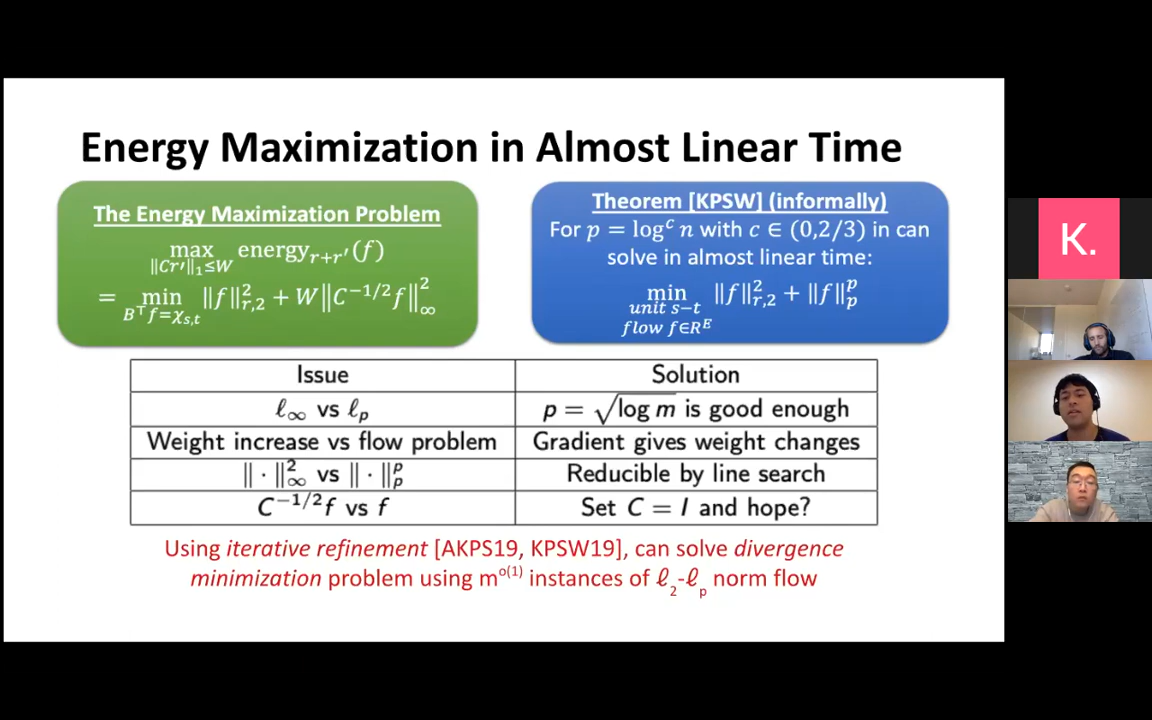 Energy Maximization in Almost Linear Time
The Energy Maximization Problem
max energy_{r+r'}(f)
‖Cr'‖₁≤W
= min ‖f‖²_{r,2} + W‖C^{-1/2}f‖²_∞
B^⊤f=χ_{s,t}
Theorem [KPSW] (informally)
For p = log^c n with c ∈ (0,2/3) in can
solve in almost linear time:
min ‖f‖²_{r,2} + ‖f‖^p_p
unit s−t
flow f∈R^E
Issue Solution
ℓ_∞ vs ℓ_p p = √log m is good enough
Weight increase vs flow problem Gradient gives weight changes
‖·‖²_∞ vs ‖·‖^p_p Reducible by line search
C^{−1/2}f vs f Set C = I and hope?
Using iterative refinement [AKPS19, KPSW19], can solve divergence
minimization problem using m^{o(1)} instances of ℓ_2-ℓ_p norm flow
K.